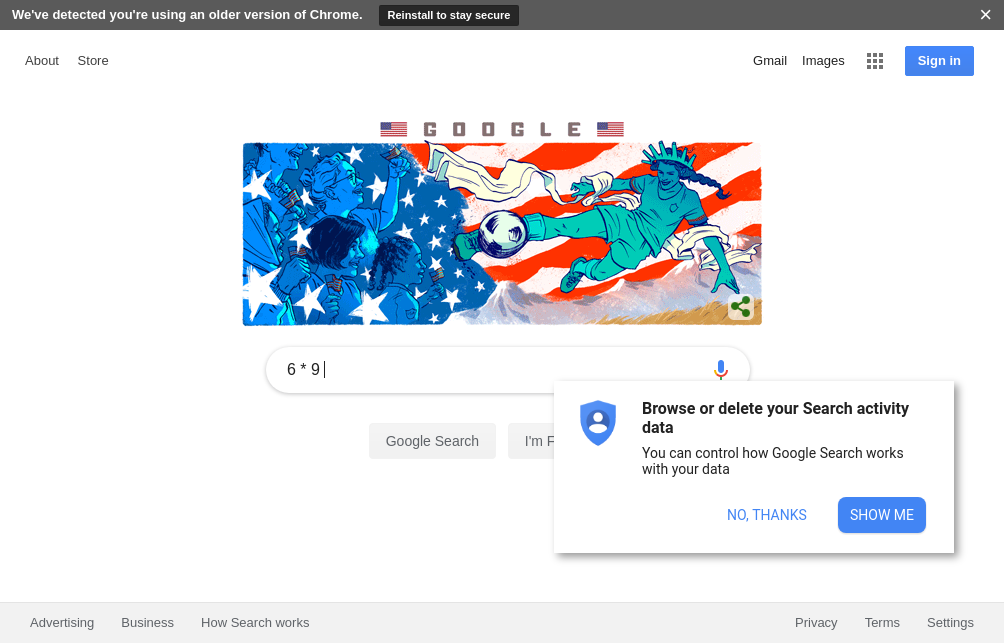 We've detected you're using an older version of Chrome. Reinstall to stay secure
About Store Gmail Images Sign in
GOOGLE
6 * 9
Google Search I'm F
Browse or delete your Search activity
data
You can control how Google Search works
with your data
NO, THANKS SHOW ME
Advertising Business How Search works Privacy Terms Settings